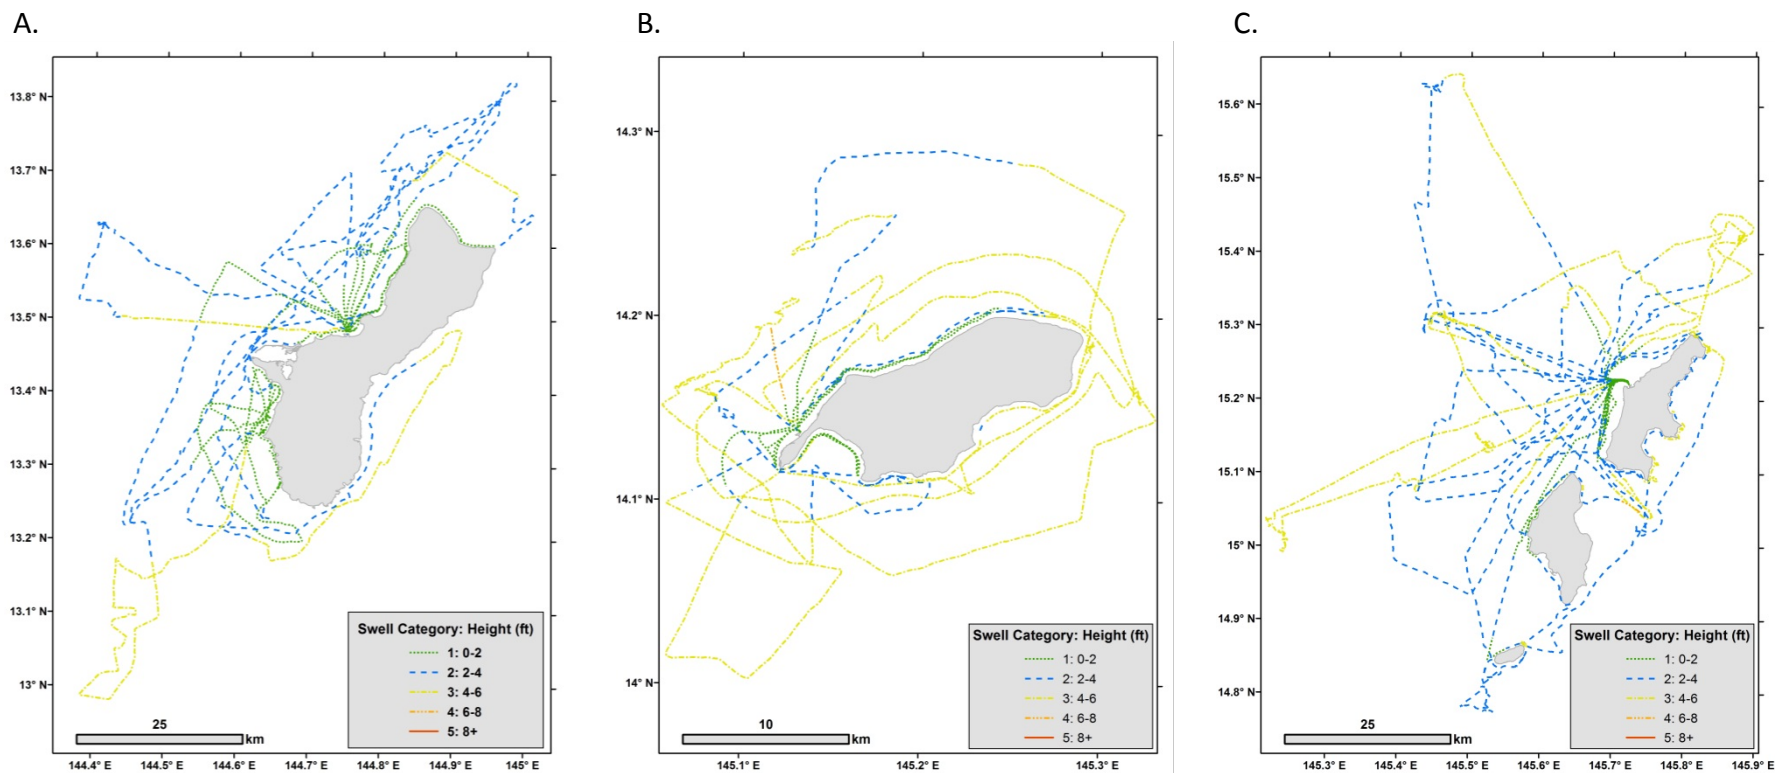 A.
13.8° N
13.7° N
13.6° N
13.5° N
13.4° N
13.3° N
13.2° N
13.1° N
13° N
144.4° E 144.5° E 144.6° E 144.7° E 144.8° E 144.9° E 145° E
25
km
Swell Category: Height (ft)
1: 0-2
2: 2-4
3: 4-6
4: 6-8
5: 8+
B.
14.3° N
14.2° N
14.1° N
14° N
145.1° E 145.2° E 145.3° E
10
km
Swell Category: Height (ft)
1: 0-2
2: 2-4
3: 4-6
4: 6-8
5: 8+
C.
15.6° N
15.5° N
15.4° N
15.3° N
15.2° N
15.1° N
15° N
14.9° N
14.8° N
145.3° E 145.4° E 145.5° E 145.6° E 145.7° E 145.8° E 145.9° E
25
km
Swell Category: Height (ft)
1: 0-2
2: 2-4
3: 4-6
4: 6-8
5: 8+